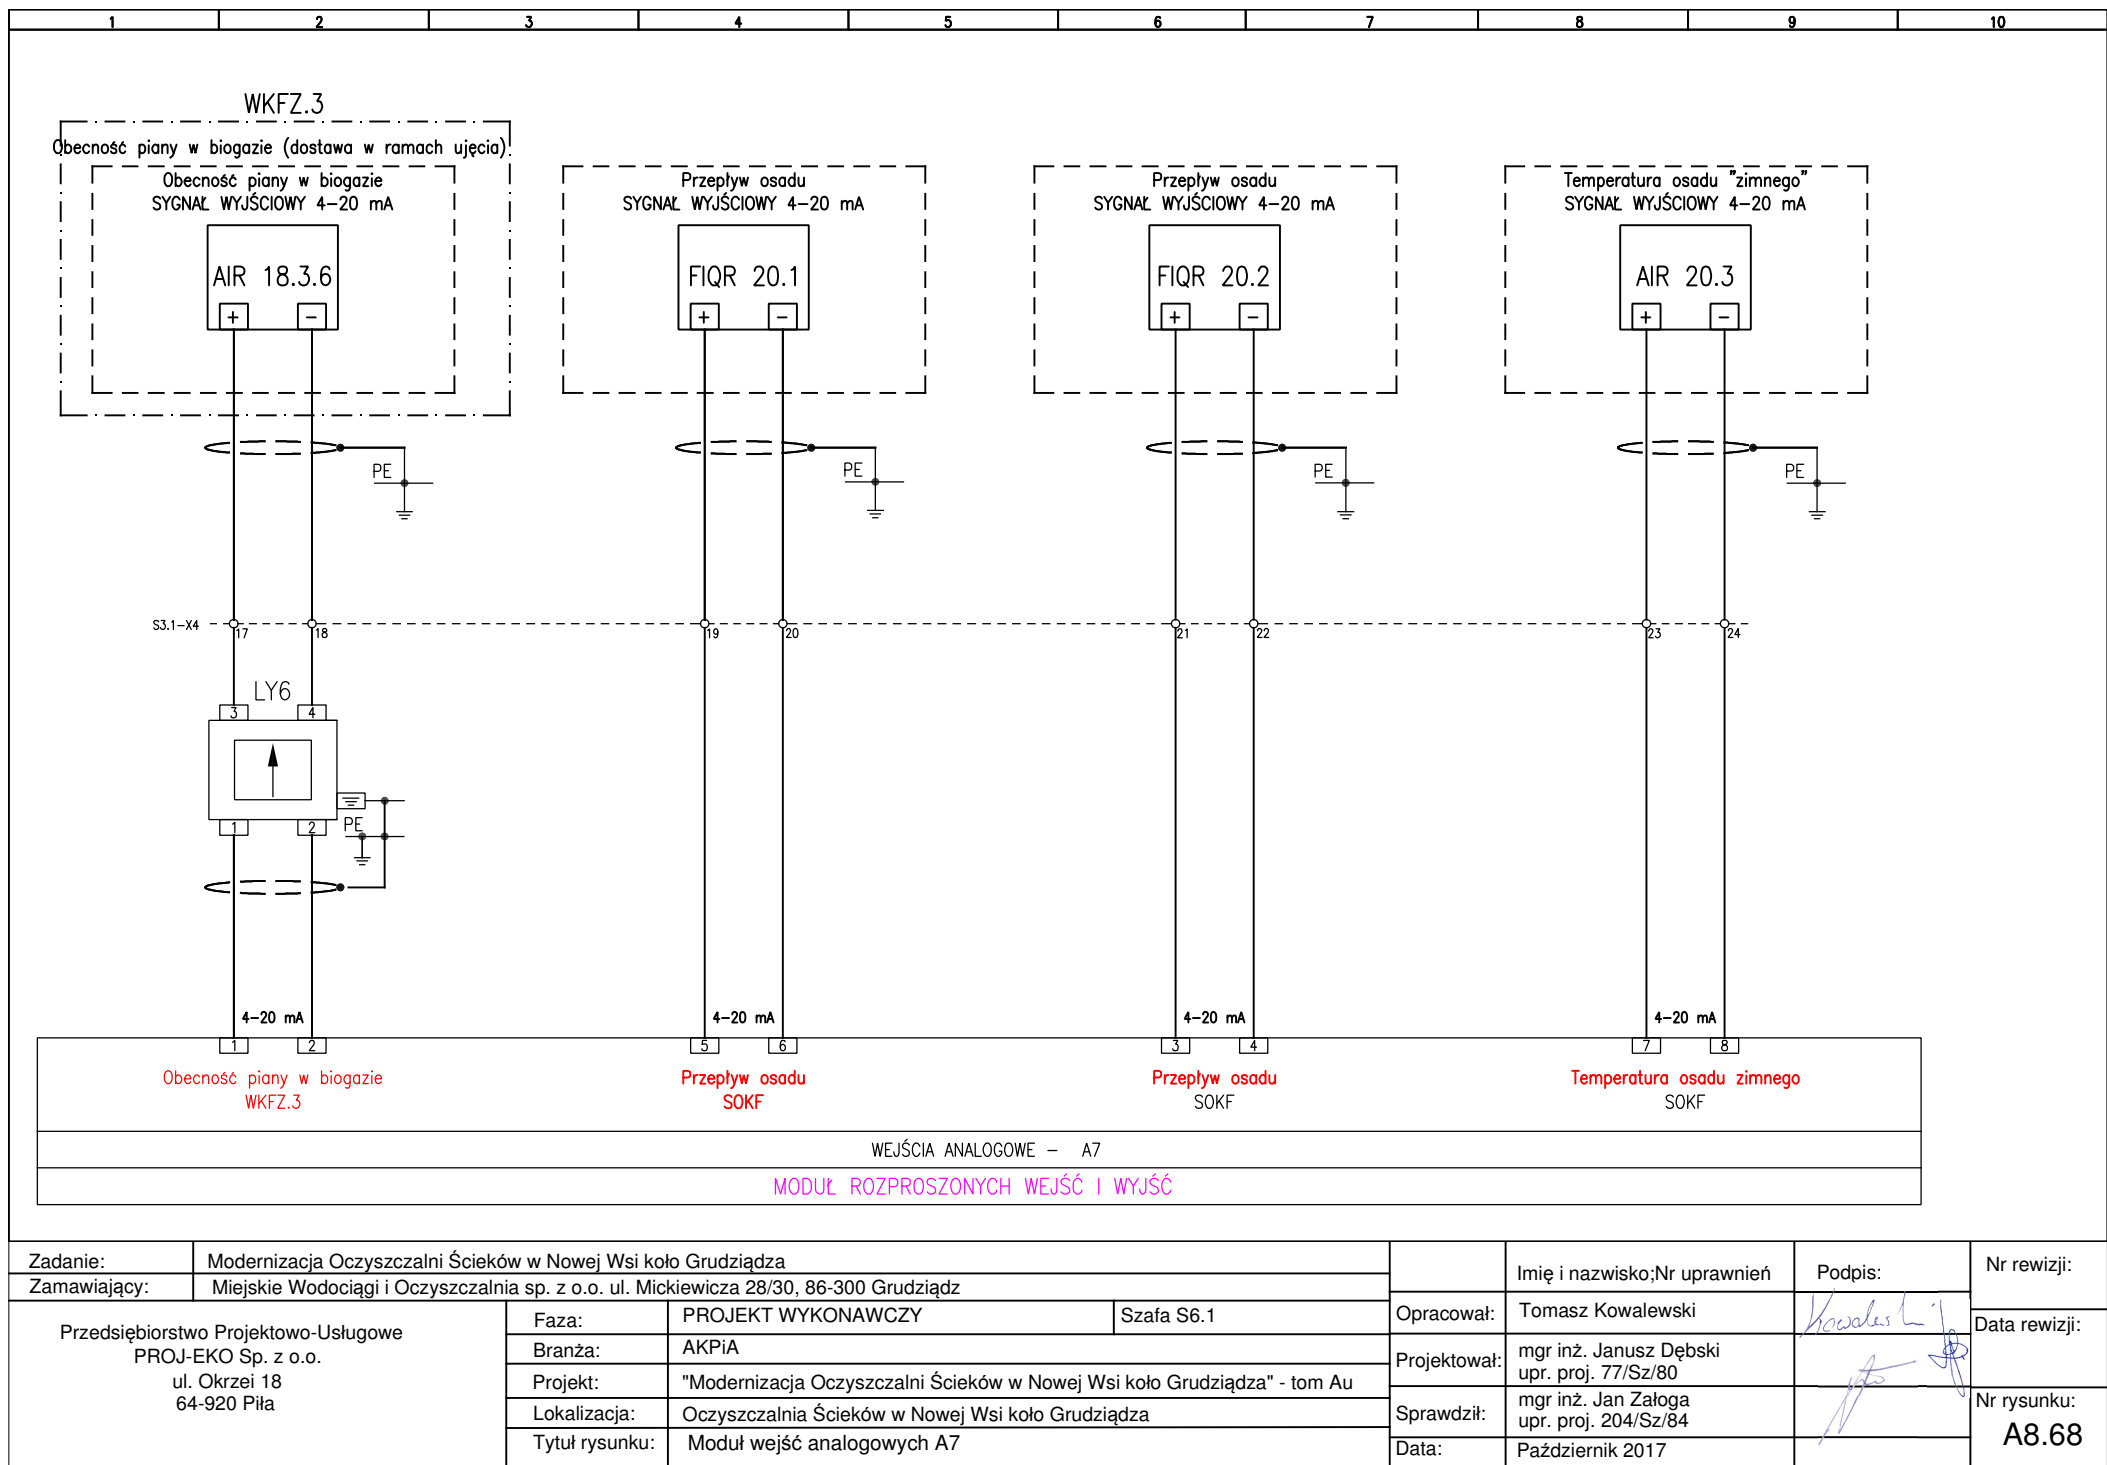 1 2 3 4 5 6 7 8 9 10
WKFZ.3
Obecność piany w biogazie (dostawa w ramach ujęcia)
Obecność piany w biogazie
SYGNAŁ WYJŚCIOWY 4-20 mA
AIR 18.3.6
+ -
Przepływ osadu
SYGNAŁ WYJŚCIOWY 4-20 mA
FIQR 20.1
+ -
Przepływ osadu
SYGNAŁ WYJŚCIOWY 4-20 mA
FIQR 20.2
+ -
Temperatura osadu "zimnego"
SYGNAŁ WYJŚCIOWY 4-20 mA
AIR 20.3
+ -
PE PE PE PE
S3.1-X4 17 18 19 20 21 22 23 24
LY6
3 4
1 2
PE
4-20 mA 4-20 mA 4-20 mA 4-20 mA
1 2 5 6 3 4 7 8
Obecność piany w biogazie
WKFZ.3
Przepływ osadu
SOKF
Przepływ osadu
SOKF
Temperatura osadu zimnego
SOKF
WEJŚCIA ANALOGOWE - A7
MODUŁ ROZPROSZONYCH WEJŚĆ I WYJŚĆ
Zadanie: Modernizacja Oczyszczalni Ścieków w Nowej Wsi koło Grudziądza
Zamawiający: Miejskie Wodociągi i Oczyszczalnia sp. z o.o. ul. Mickiewicza 28/30, 86-300 Grudziądz
Przedsiębiorstwo Projektowo-Usługowe
PROJ-EKO Sp. z o.o.
ul. Okrzei 18
64-920 Piła
Faza: PROJEKT WYKONAWCZY Szafa S6.1
Branża: AKPiA
Projekt: "Modernizacja Oczyszczalni Ścieków w Nowej Wsi koło Grudziądza" - tom Au
Lokalizacja: Oczyszczalnia Ścieków w Nowej Wsi koło Grudziądza
Tytuł rysunku: Moduł wejść analogowych A7
Imię i nazwisko;Nr uprawnień Podpis:
Opracował: Tomasz Kowalewski
Projektował: mgr inż. Janusz Dębski
upr. proj. 77/Sz/80
Sprawdził: mgr inż. Jan Załoga
upr. proj. 204/Sz/84
Data: Październik 2017
Nr rewizji:
Data rewizji:
Nr rysunku:
A8.68